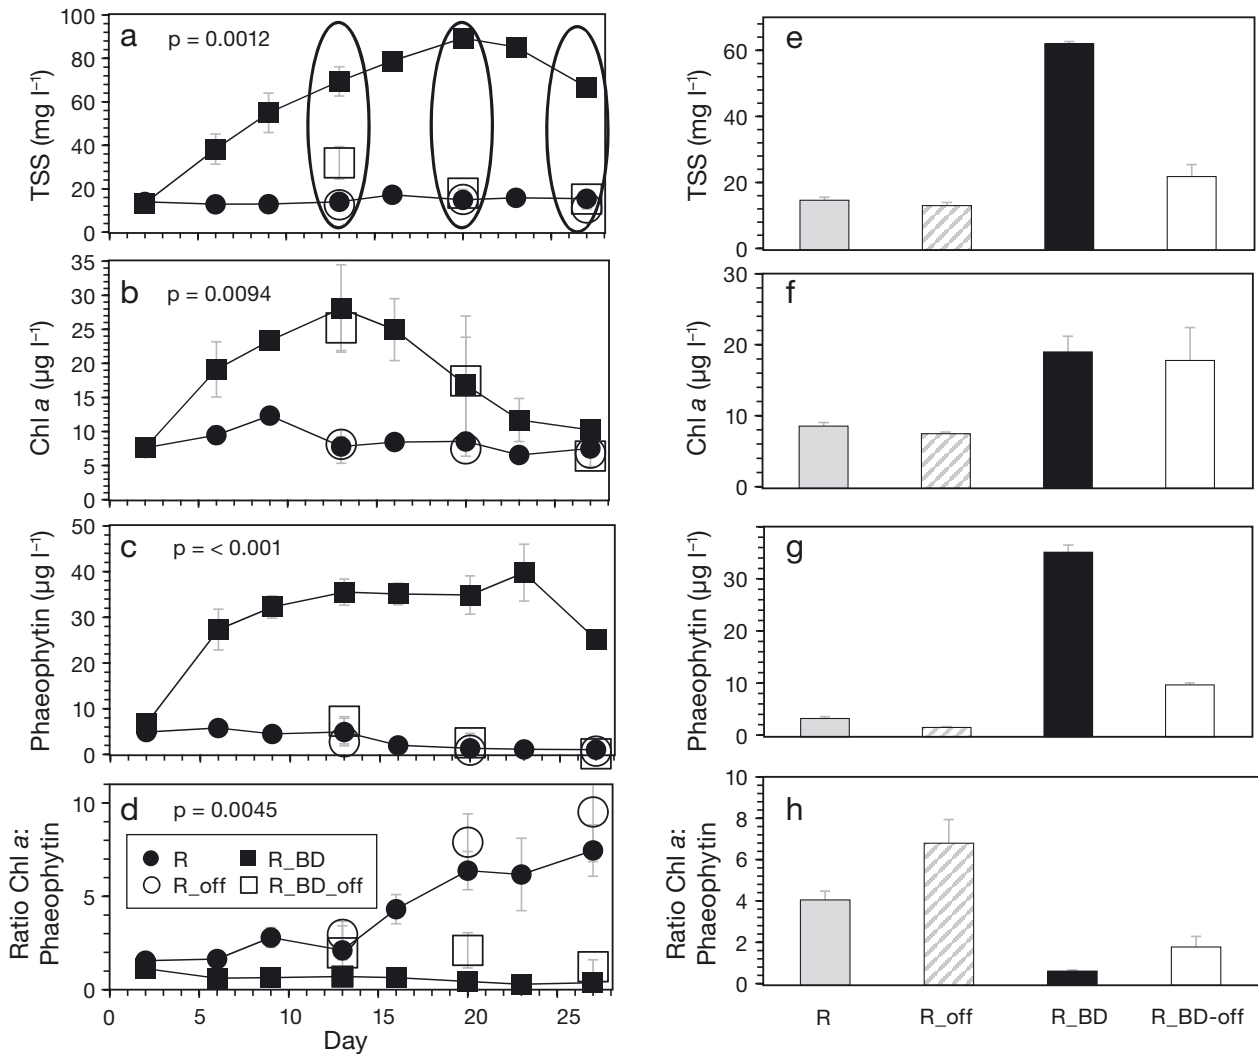 a
p = 0.0012
TSS (mg l⁻¹)
100
80
60
40
20
0
b
p = 0.0094
Chl a (µg l⁻¹)
35
30
25
20
15
10
5
0
c
p = < 0.001
Phaeophytin (µg l⁻¹)
50
40
30
20
10
0
d
p = 0.0045
Ratio Chl a:
Phaeophytin
10
5
0
R
R_BD
R_off
R_BD_off
0
5
10
15
20
25
Day
e
TSS (mg l⁻¹)
60
40
20
0
f
Chl a (µg l⁻¹)
30
20
10
0
g
Phaeophytin (µg l⁻¹)
30
20
10
0
h
Ratio Chl a:
Phaeophytin
10
8
6
4
2
0
R
R_off
R_BD
R_BD-off